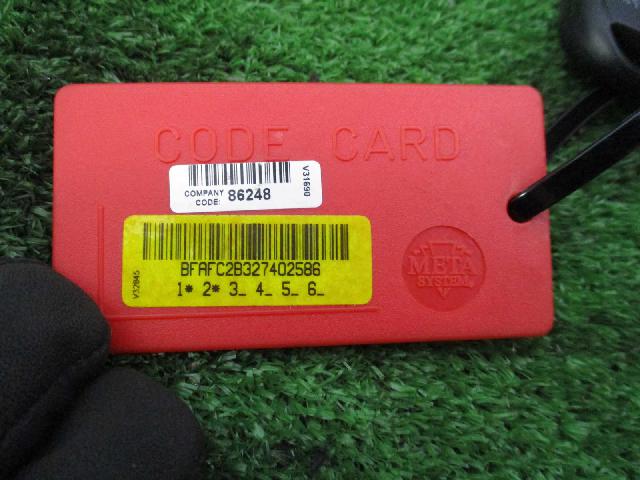 CODE CARD
COMPANY
CODE: 86248
V31690
BFAFC2B327402586
1* 2* 3_ 4_ 5_ 6_
V32845
META
SYSTEM